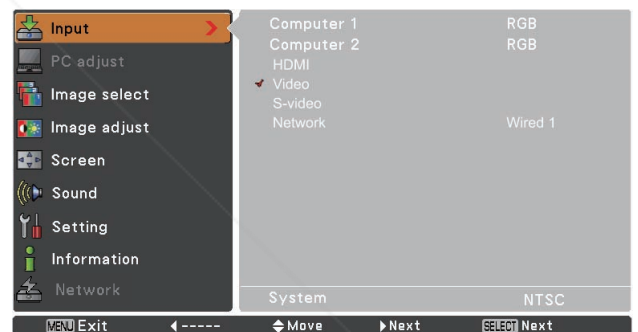 Input
PC adjust
Image select
Image adjust
Screen
Sound
Setting
Information
Network
Computer 1 RGB
Computer 2 RGB
HDMI
Video
S-video
Network Wired 1
System NTSC
MENU Exit ----- Move Next SELECT Next